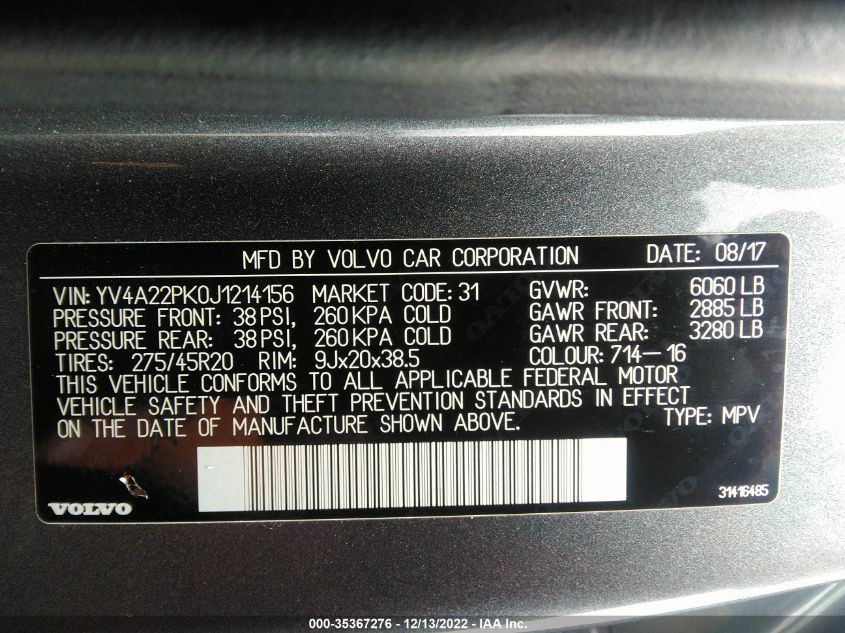 MFD BY VOLVO CAR CORPORATION DATE: 08/17
VIN: YV4A22PK0J1214156 MARKET CODE: 31 GVWR: 6060 LB
PRESSURE FRONT: 38 PSI, 260 KPA COLD GAWR FRONT: 2885 LB
PRESSURE REAR: 38 PSI, 260 KPA COLD GAWR REAR: 3280 LB
TIRES: 275/45R20 RIM: 9Jx20x38.5 COLOUR: 714-16
THIS VEHICLE CONFORMS TO ALL APPLICABLE FEDERAL MOTOR
VEHICLE SAFETY AND THEFT PREVENTION STANDARDS IN EFFECT
ON THE DATE OF MANUFACTURE SHOWN ABOVE. TYPE: MPV
VOLVO 31416485
000-35367276 - 12/13/2022 - IAA Inc.